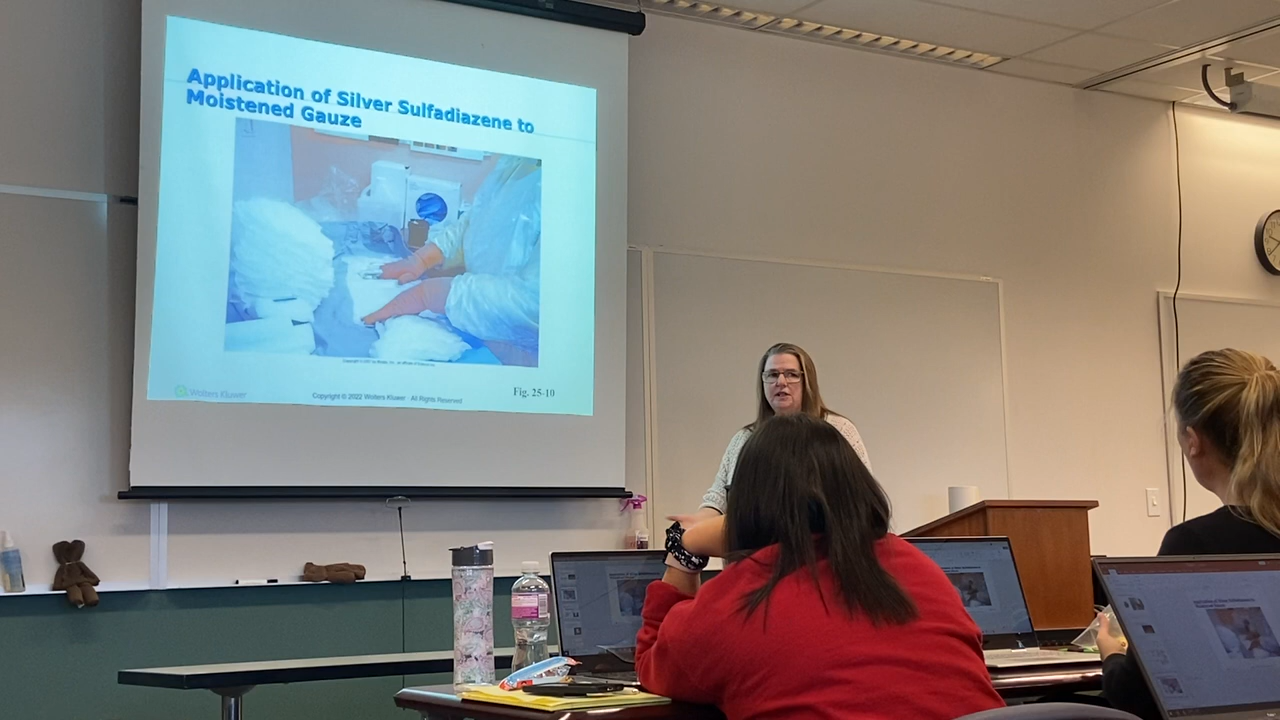 Application of Silver Sulfadiazene to
Moistened Gauze
Wolters Kluwer
Copyright © 2022 Wolters Kluwer · All Rights Reserved
Fig. 25-10